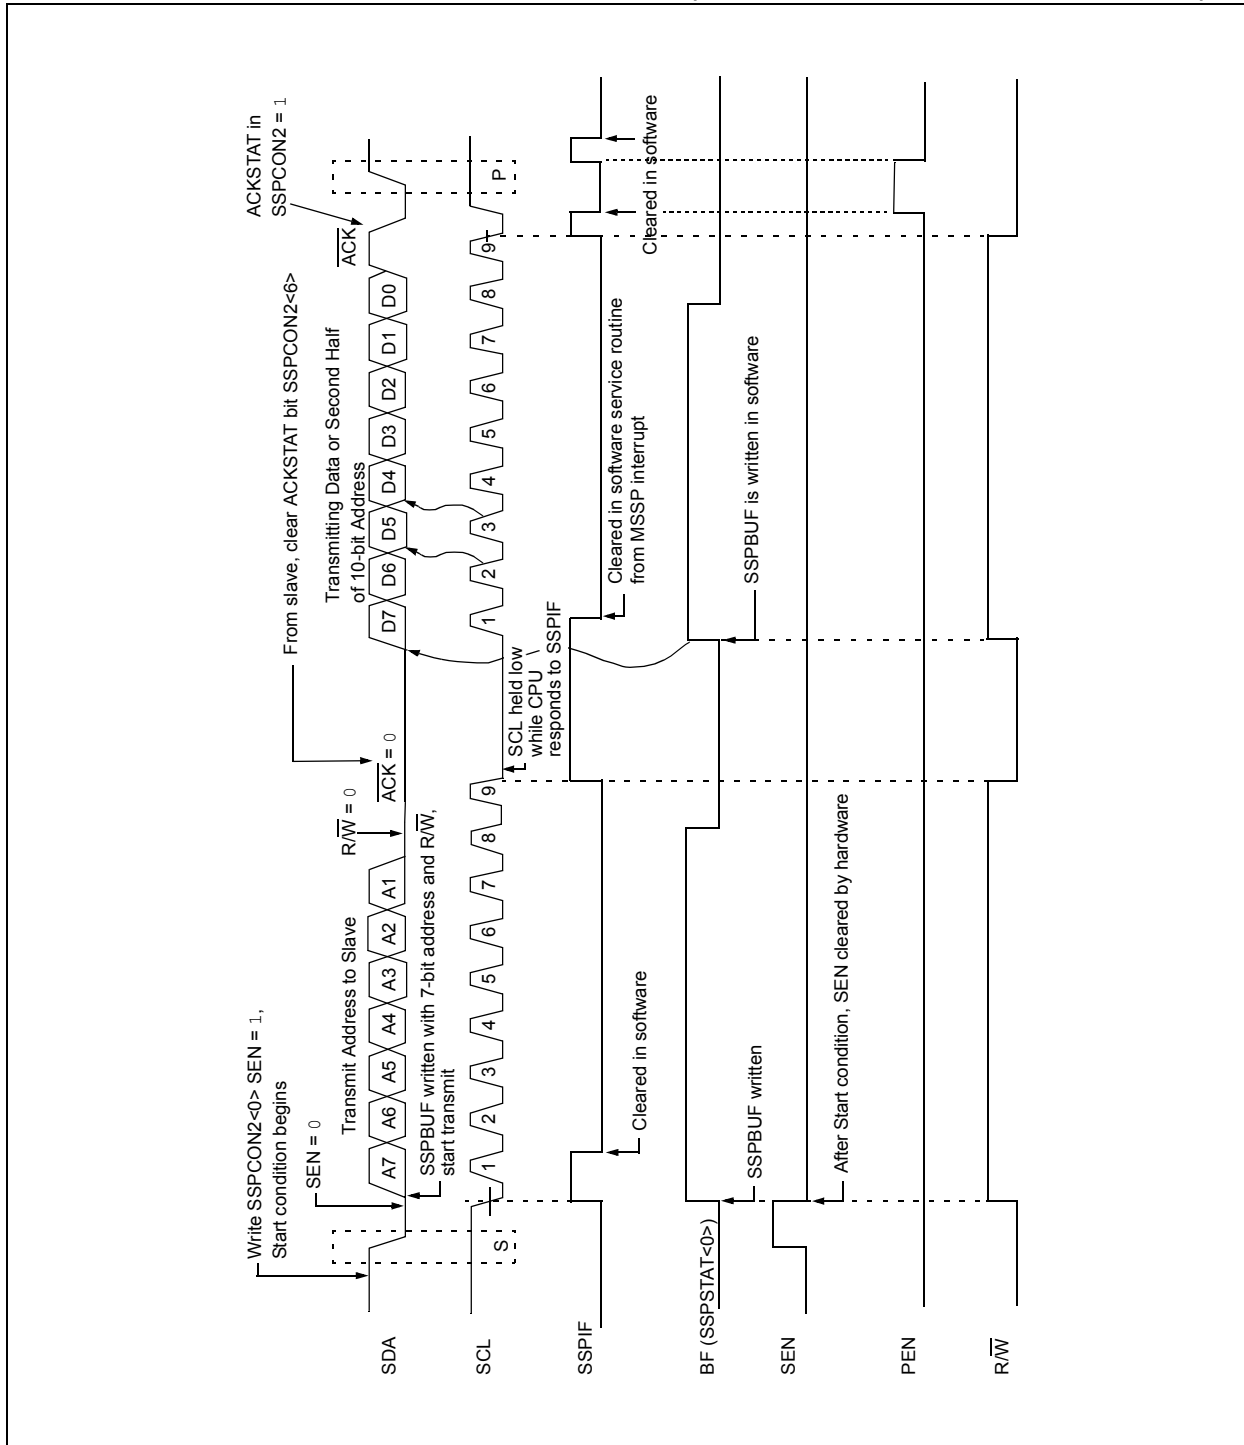 Write SSPCON2<0> SEN = 1,
Start condition begins
SEN = 0
Transmit Address to Slave
R/W = 0
ACK = 0
From slave, clear ACKSTAT bit SSPCON2<6>
Transmitting Data or Second Half
of 10-bit Address
ACK
ACKSTAT in
SSPCON2 = 1
SDA
A7 A6 A5 A4 A3 A2 A1
D7 D6 D5 D4 D3 D2 D1 D0
SSPBUF written with 7-bit address and R/W,
start transmit
SCL
S
1 2 3 4 5 6 7 8 9
1 2 3 4 5 6 7 8 9
P
SCL held low
while CPU
responds to SSPIF
SSPIF
Cleared in software
Cleared in software service routine
from MSSP interrupt
Cleared in software
Cleared in software
BF (SSPSTAT<0>)
SSPBUF written
SSPBUF is written in software
SEN
After Start condition, SEN cleared by hardware
PEN
R/W